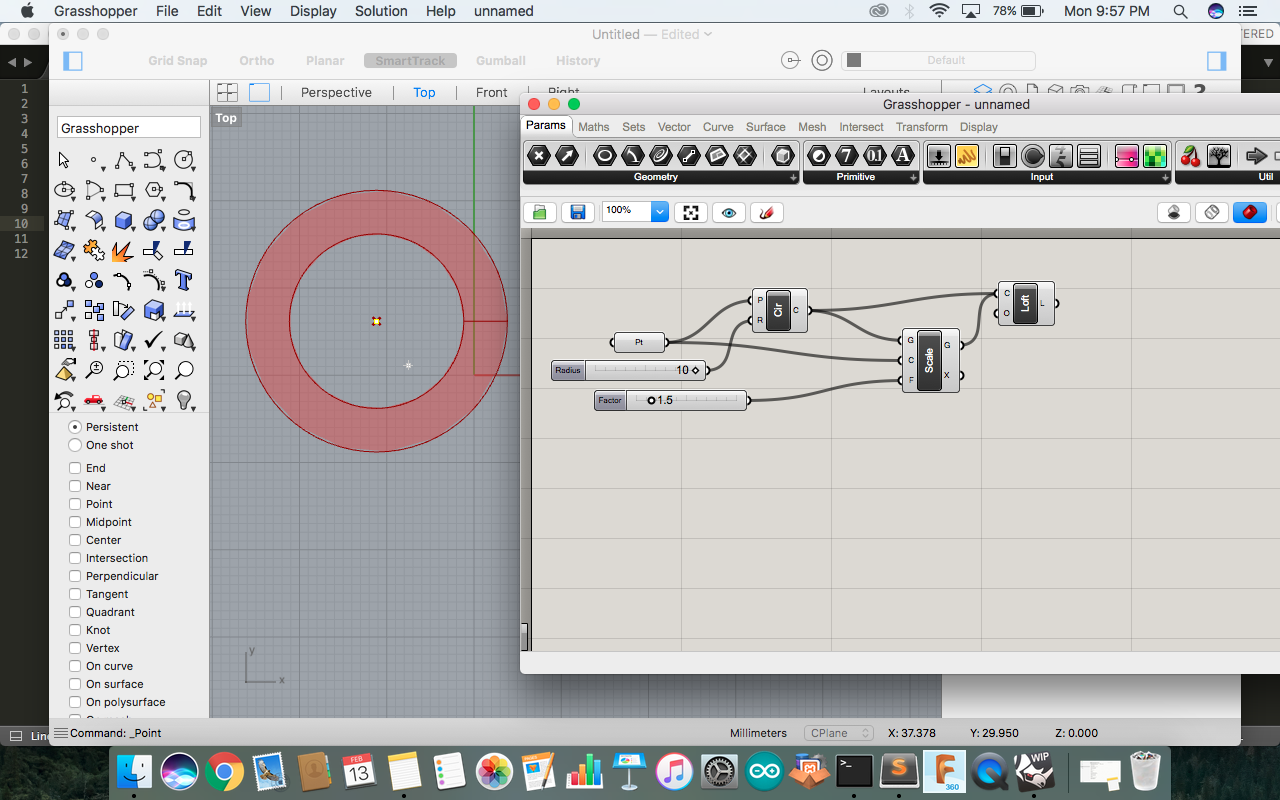 Grasshopper File Edit View Display Solution Help unnamed 78% Mon 9:57 PM
Untitled — Edited
ERED
Grid Snap Ortho Planar SmartTrack Gumball History Default
Perspective Top Front Right Layouts
1
2
3
4
5
6
7
8
9
10
11
12
Grasshopper
Top
Grasshopper - unnamed
Params Maths Sets Vector Curve Surface Mesh Intersect Transform Display
7 0.1 A
Geometry Primitive Input Util
100%
Pt
Radius 10
Factor 1.5
P
R
Cir
C
G
C
F
Scale
G
X
C
O
Loft
L
T
Persistent
One shot
End
Near
Point
Midpoint
Center
Intersection
Perpendicular
Tangent
Quadrant
Knot
Vertex
On curve
On surface
On polysurface
y
x
Line
Command: _Point
Millimeters CPlane X: 37.378 Y: 29.950 Z: 0.000
FEB
13
>_
S
F
360
WIP